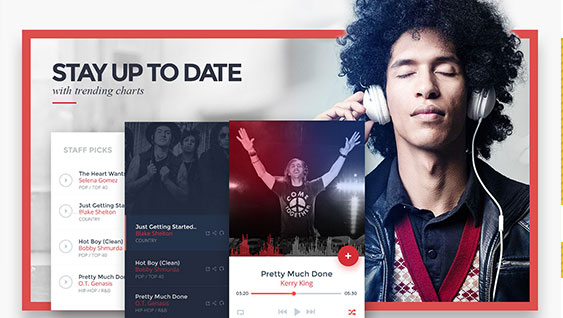 STAY UP TO DATE
with trending charts
STAFF PICKS
The Heart Wants
Selena Gomez
POP / TOP 40
Just Getting Sta
Blake Shelton
COUNTRY
Hot Boy (Clean)
Bobby Shmurda
POP / TOP 40
Pretty Much Done
O.T. Genasis
HIP HOP / R&B
Just Getting Started..
Blake Shelton
COUNTRY
Hot Boy (Clean)
Bobby Shmurda
POP / TOP 40
Pretty Much Done
O.T. Genasis
HIP HOP / R&B
COME
TOGETHER
+
Pretty Much Done
Kerry King
03.20
05.30